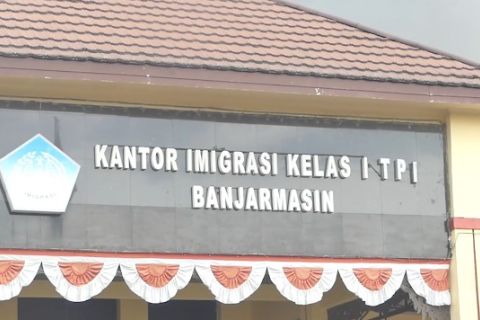 KANTOR IMIGRASI KELAS I TPI
BANJARMASIN